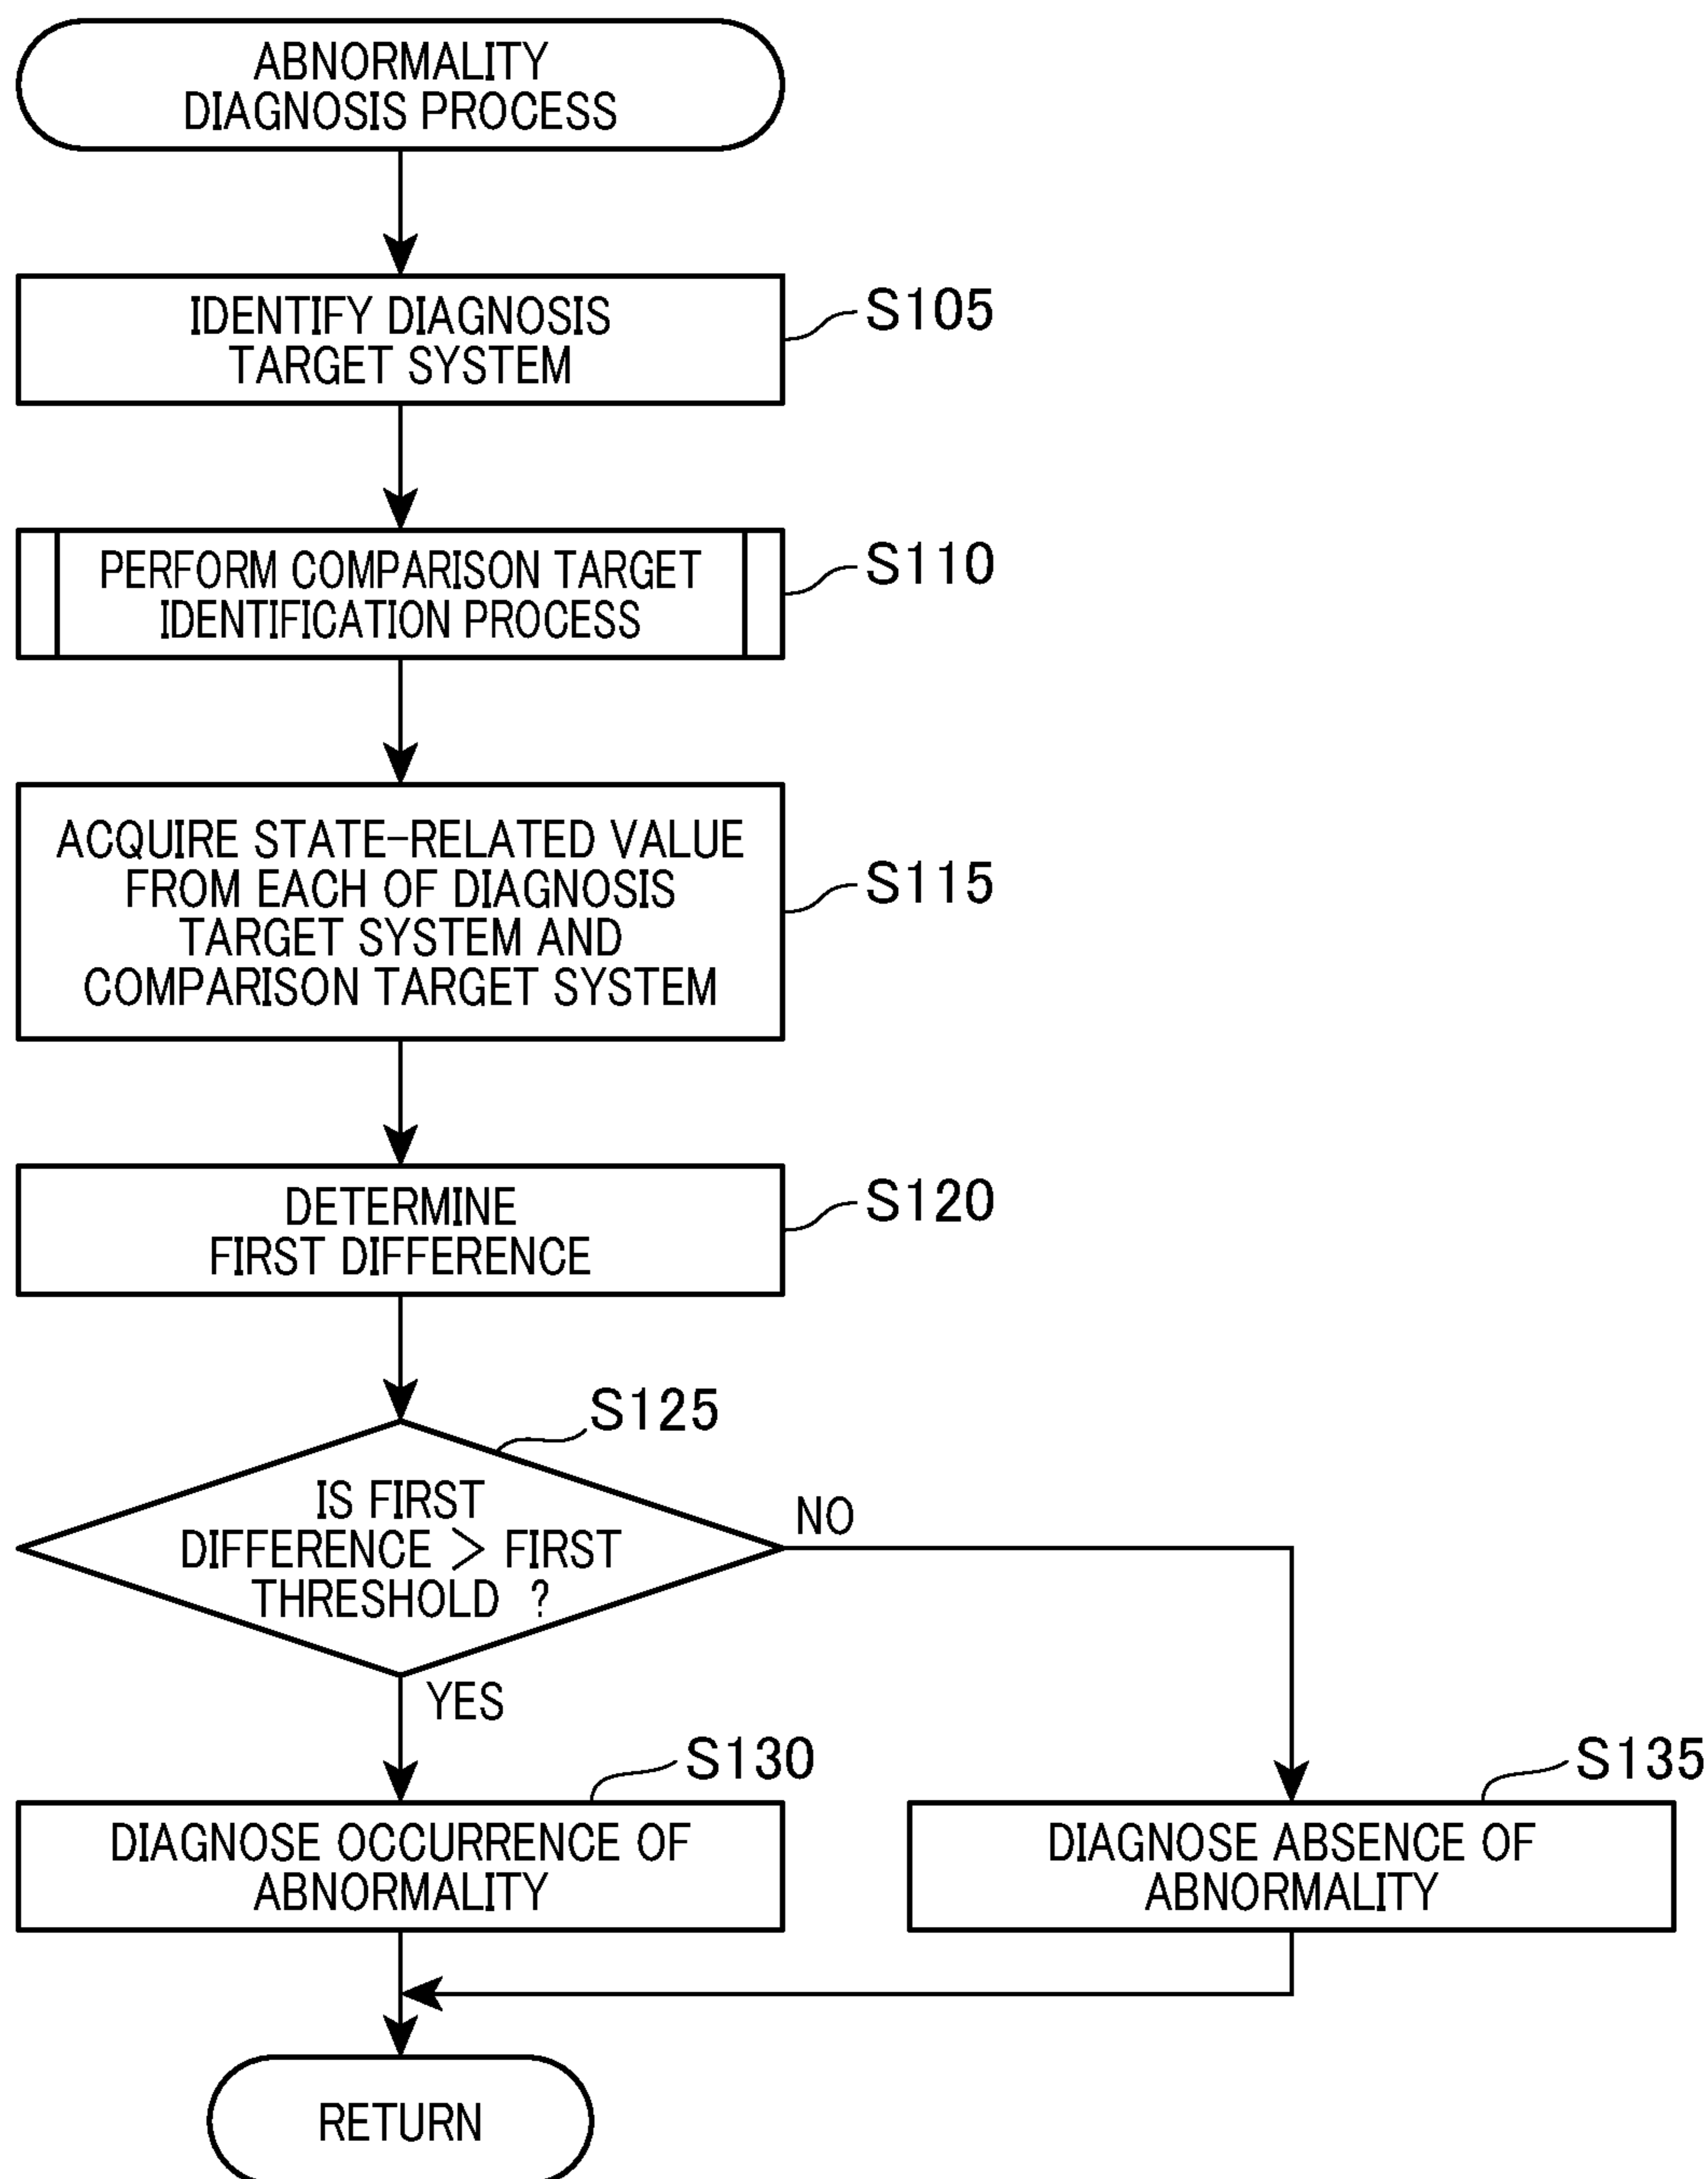 ABNORMALITY
DIAGNOSIS PROCESS
IDENTIFY DIAGNOSIS
TARGET SYSTEM
S105
PERFORM COMPARISON TARGET
IDENTIFICATION PROCESS
S110
ACQUIRE STATE-RELATED VALUE
FROM EACH OF DIAGNOSIS
TARGET SYSTEM AND
COMPARISON TARGET SYSTEM
S115
DETERMINE
FIRST DIFFERENCE
S120
S125
IS FIRST
DIFFERENCE > FIRST
THRESHOLD ?
NO
YES
S130
DIAGNOSE OCCURRENCE OF
ABNORMALITY
S135
DIAGNOSE ABSENCE OF
ABNORMALITY
RETURN